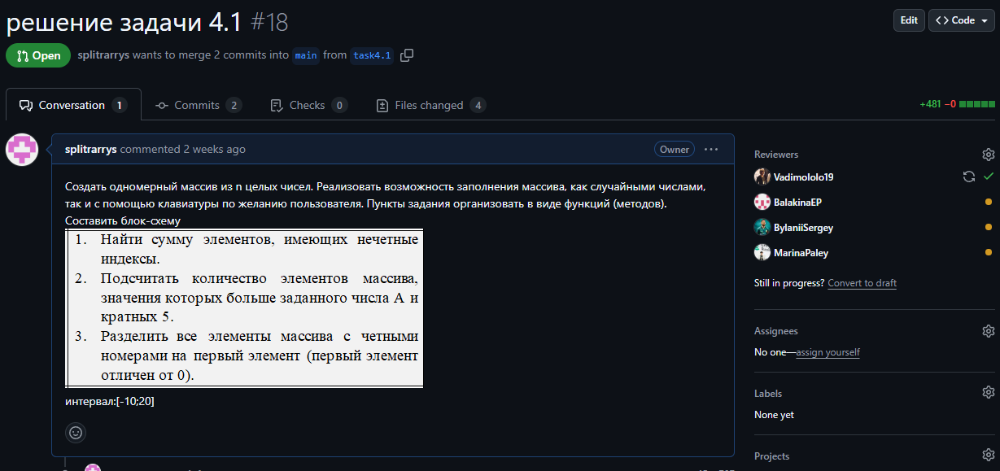 решение задачи 4.1 #18
Edit
Code
Open
splitrarrys wants to merge 2 commits into main from task4.1
Conversation 1
Commits 2
Checks 0
Files changed 4
+481 −0
splitrarrys commented 2 weeks ago
Owner
Создать одномерный массив из n целых чисел. Реализовать возможность заполнения массива, как случайными числами,
так и с помощью клавиатуры по желанию пользователя. Пункты задания организовать в виде функций (методов).
Составить блок-схему
1. Найти сумму элементов, имеющих нечетные
индексы.
2. Подсчитать количество элементов массива,
значения которых больше заданного числа А и
кратных 5.
3. Разделить все элементы массива с четными
номерами на первый элемент (первый элемент
отличен от 0).
интервал:[-10;20]
Reviewers
Vadimololo19
BalakinaEP
BylaniiSergey
MarinaPaley
Still in progress? Convert to draft
Assignees
No one—assign yourself
Labels
None yet
Projects